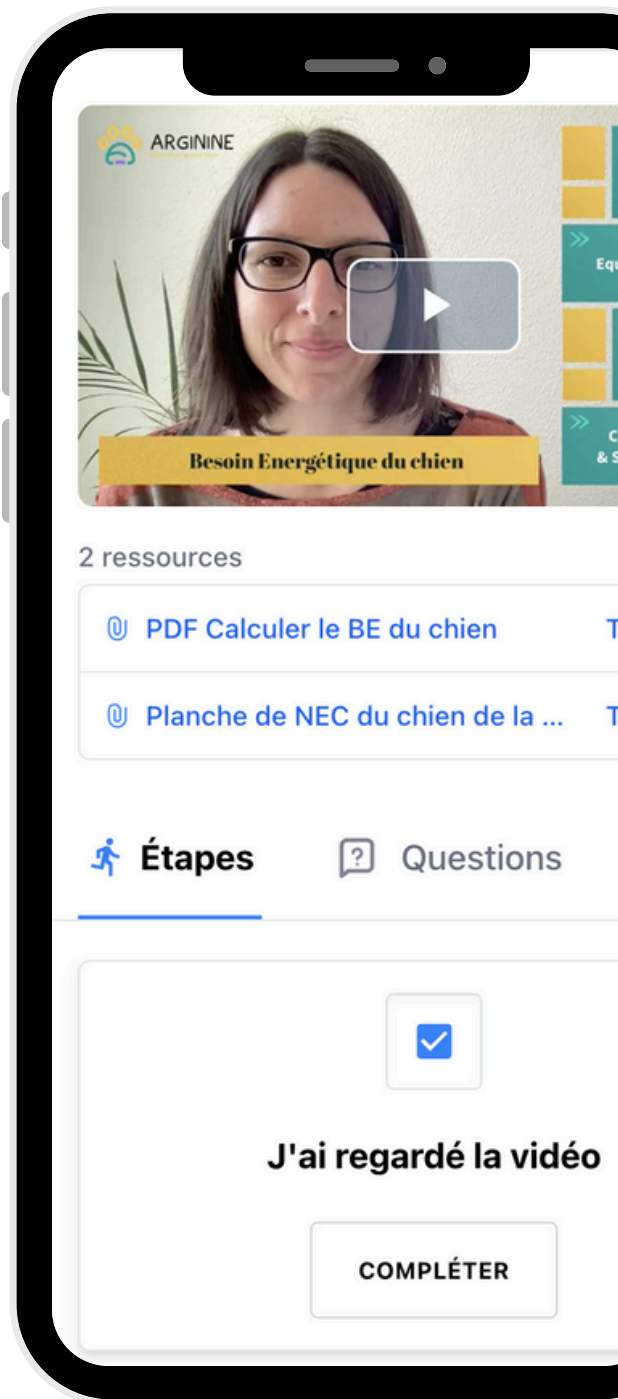 ARGININE
Equ
C
& S
Besoin Energétique du chien
2 ressources
PDF Calculer le BE du chien
T
Planche de NEC du chien de la ...
T
Étapes
Questions
J'ai regardé la vidéo
COMPLÉTER